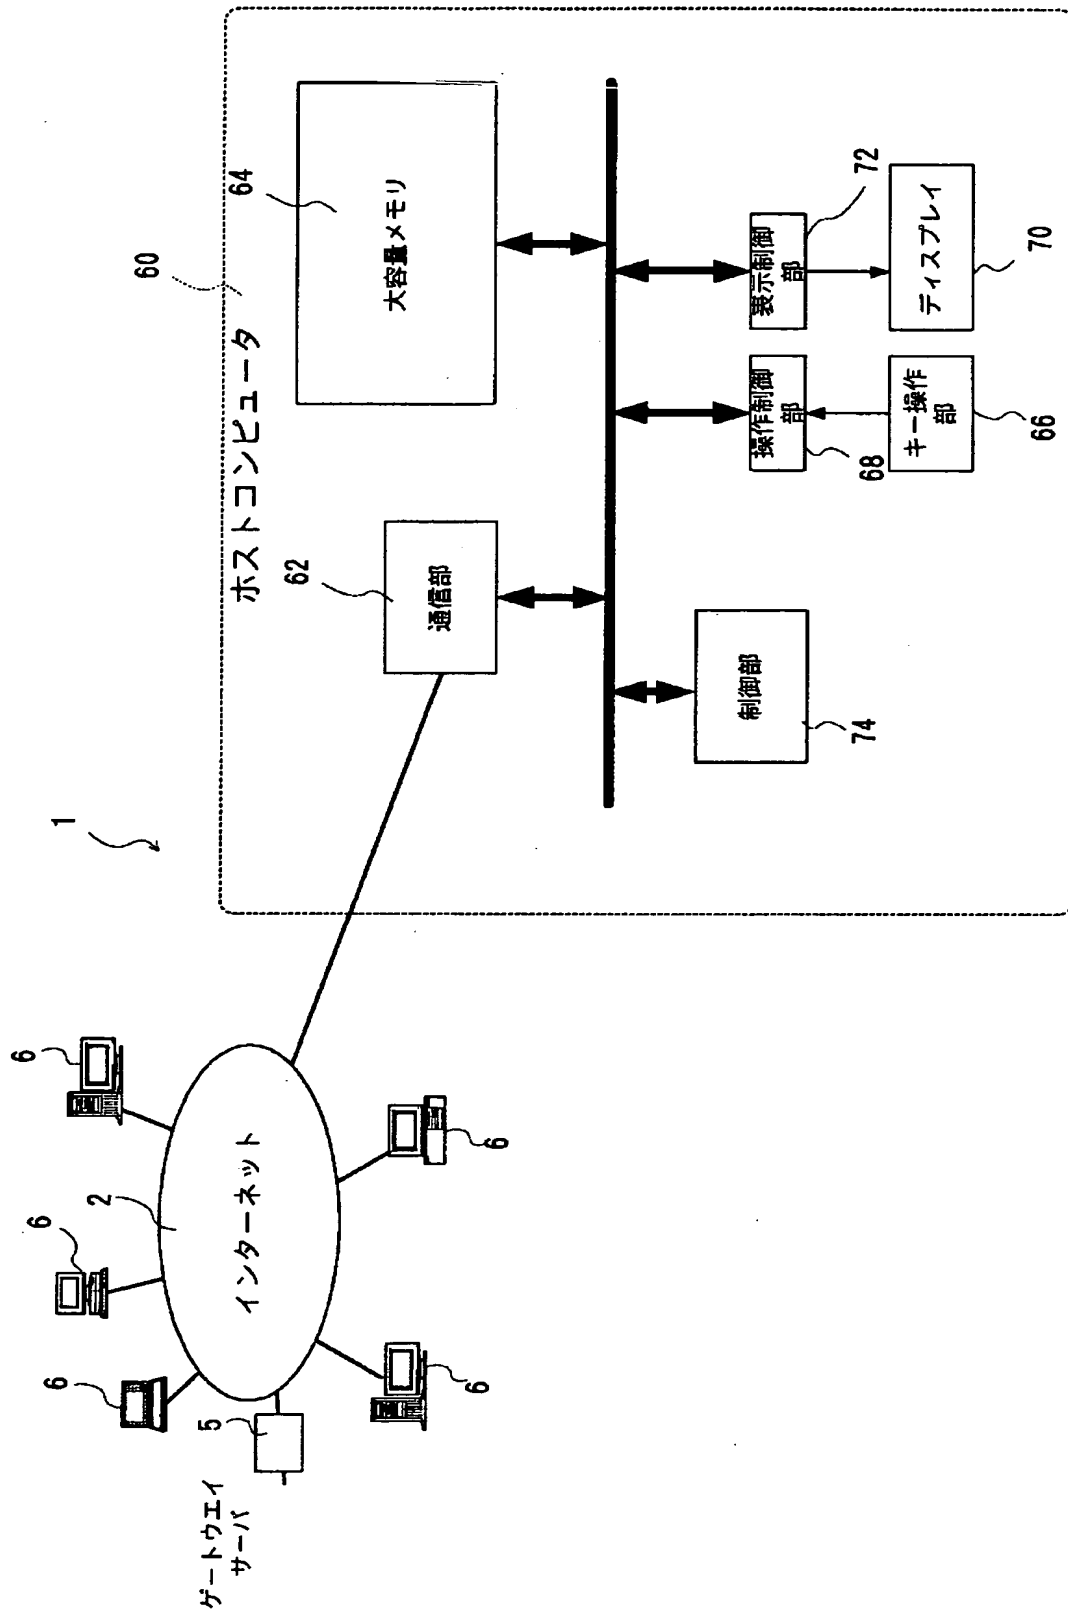 1
ゲートウエイ
サーバ
5
6
6
6
6
6
2
インターネット
60
ホストコンピュータ
62
通信部
64
大容量メモリ
74
制御部
操作制御
部
68
キー操作
部
66
表示制御
部
72
ディスプレイ
70